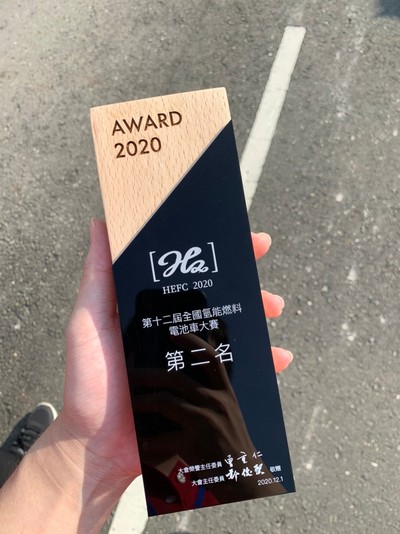 AWARD
2020
[H2]
HEFC 2020
第十二屆全國氫能燃料
電池車大賽
第二名
大會榮譽主任委員
大會主任委員 敬贈
2020.12.1